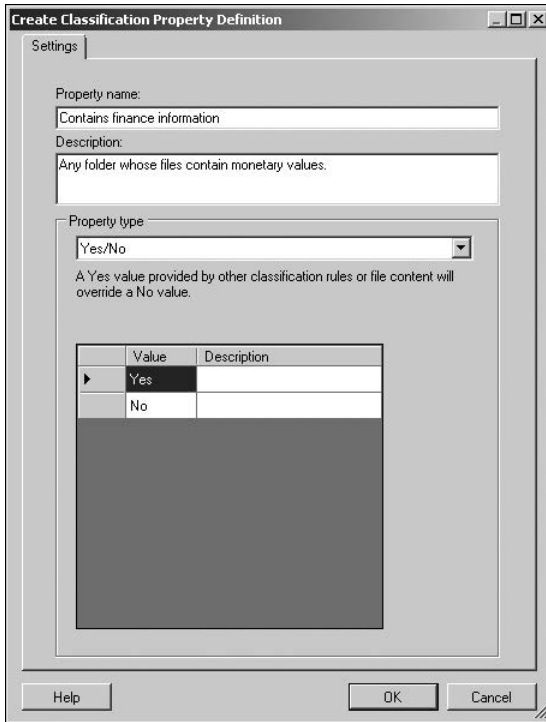 Create Classification Property Definition
Settings
Property name:
Contains finance information
Description:
Any folder whose files contain monetary values.
Property type
Yes/No
A Yes value provided by other classification rules or file content will
override a No value.
Value Description
Yes
No
Help OK Cancel